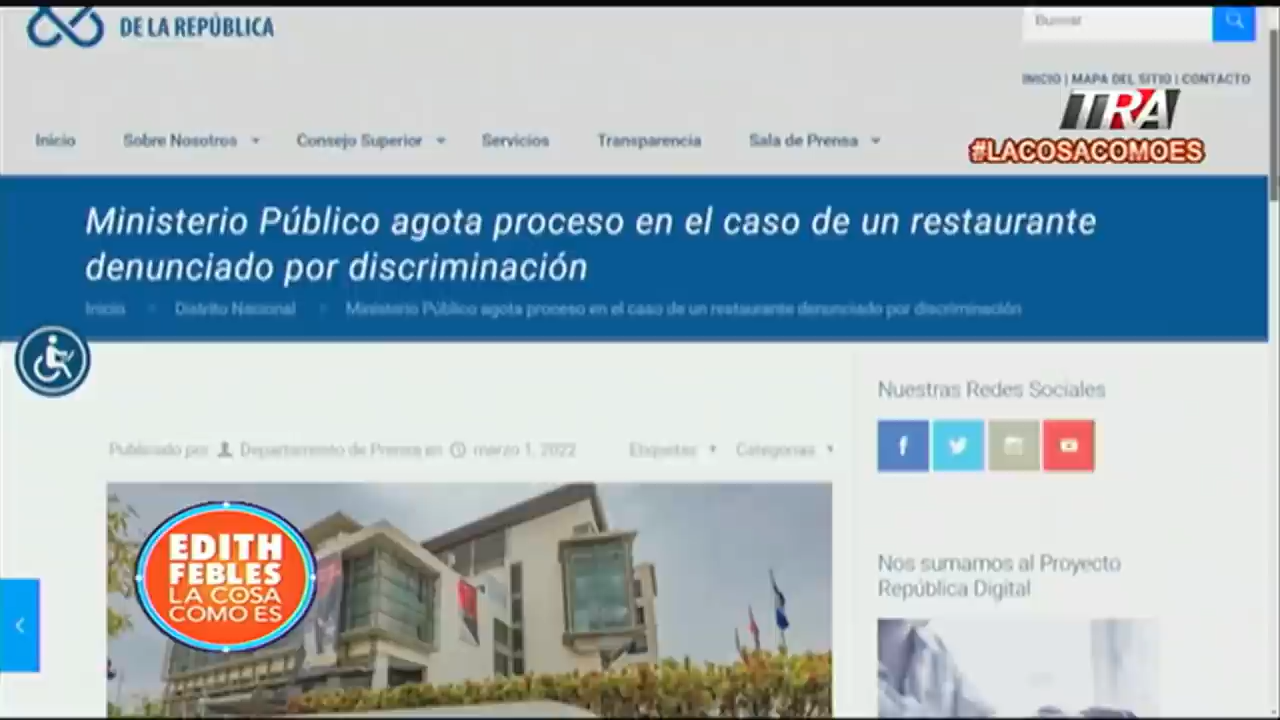 DE LA REPÚBLICA
Buscar
INICIO | MAPA DEL SITIO | CONTACTO
TRA
#LACOSACOMOES
Inicio Sobre Nosotros Consejo Superior Servicios Transparencia Sala de Prensa
Ministerio Público agota proceso en el caso de un restaurante
denunciado por discriminación
Inicio Distrito Nacional Ministerio Público agota proceso en el caso de un restaurante denunciado por discriminación
Nuestras Redes Sociales
Publicado por Departamento de Prensa en marzo 1, 2022 Etiquetas Categorías
EDITH
FEBLES
LA COSA
COMO ES
Nos sumamos al Proyecto
República Digital